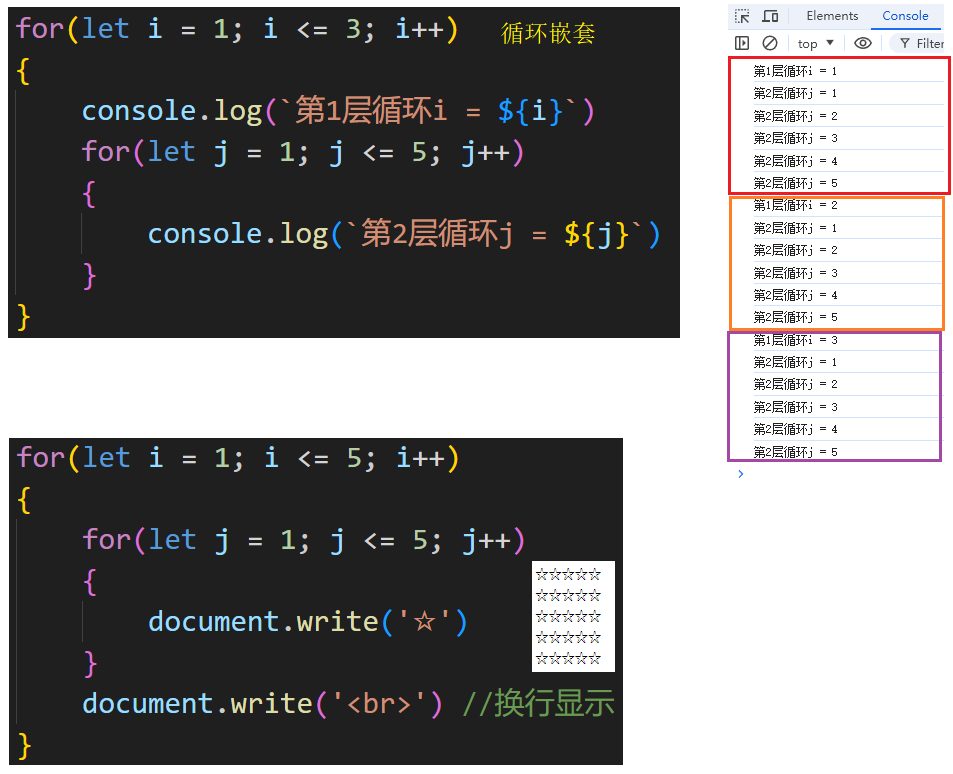 for(let i = 1; i <= 3; i++) 循环嵌套
{
console.log(`第1层循环i = ${i}`)
for(let j = 1; j <= 5; j++)
{
console.log(`第2层循环j = ${j}`)
}
}
Elements Console
top Filter
第1层循环i = 1
第2层循环j = 1
第2层循环j = 2
第2层循环j = 3
第2层循环j = 4
第2层循环j = 5
第1层循环i = 2
第2层循环j = 1
第2层循环j = 2
第2层循环j = 3
第2层循环j = 4
第2层循环j = 5
第1层循环i = 3
第2层循环j = 1
第2层循环j = 2
第2层循环j = 3
第2层循环j = 4
第2层循环j = 5
for(let i = 1; i <= 5; i++)
{
for(let j = 1; j <= 5; j++)
{
document.write('☆')
}
document.write('<br>') //换行显示
}
☆☆☆☆☆
☆☆☆☆☆
☆☆☆☆☆
☆☆☆☆☆
☆☆☆☆☆